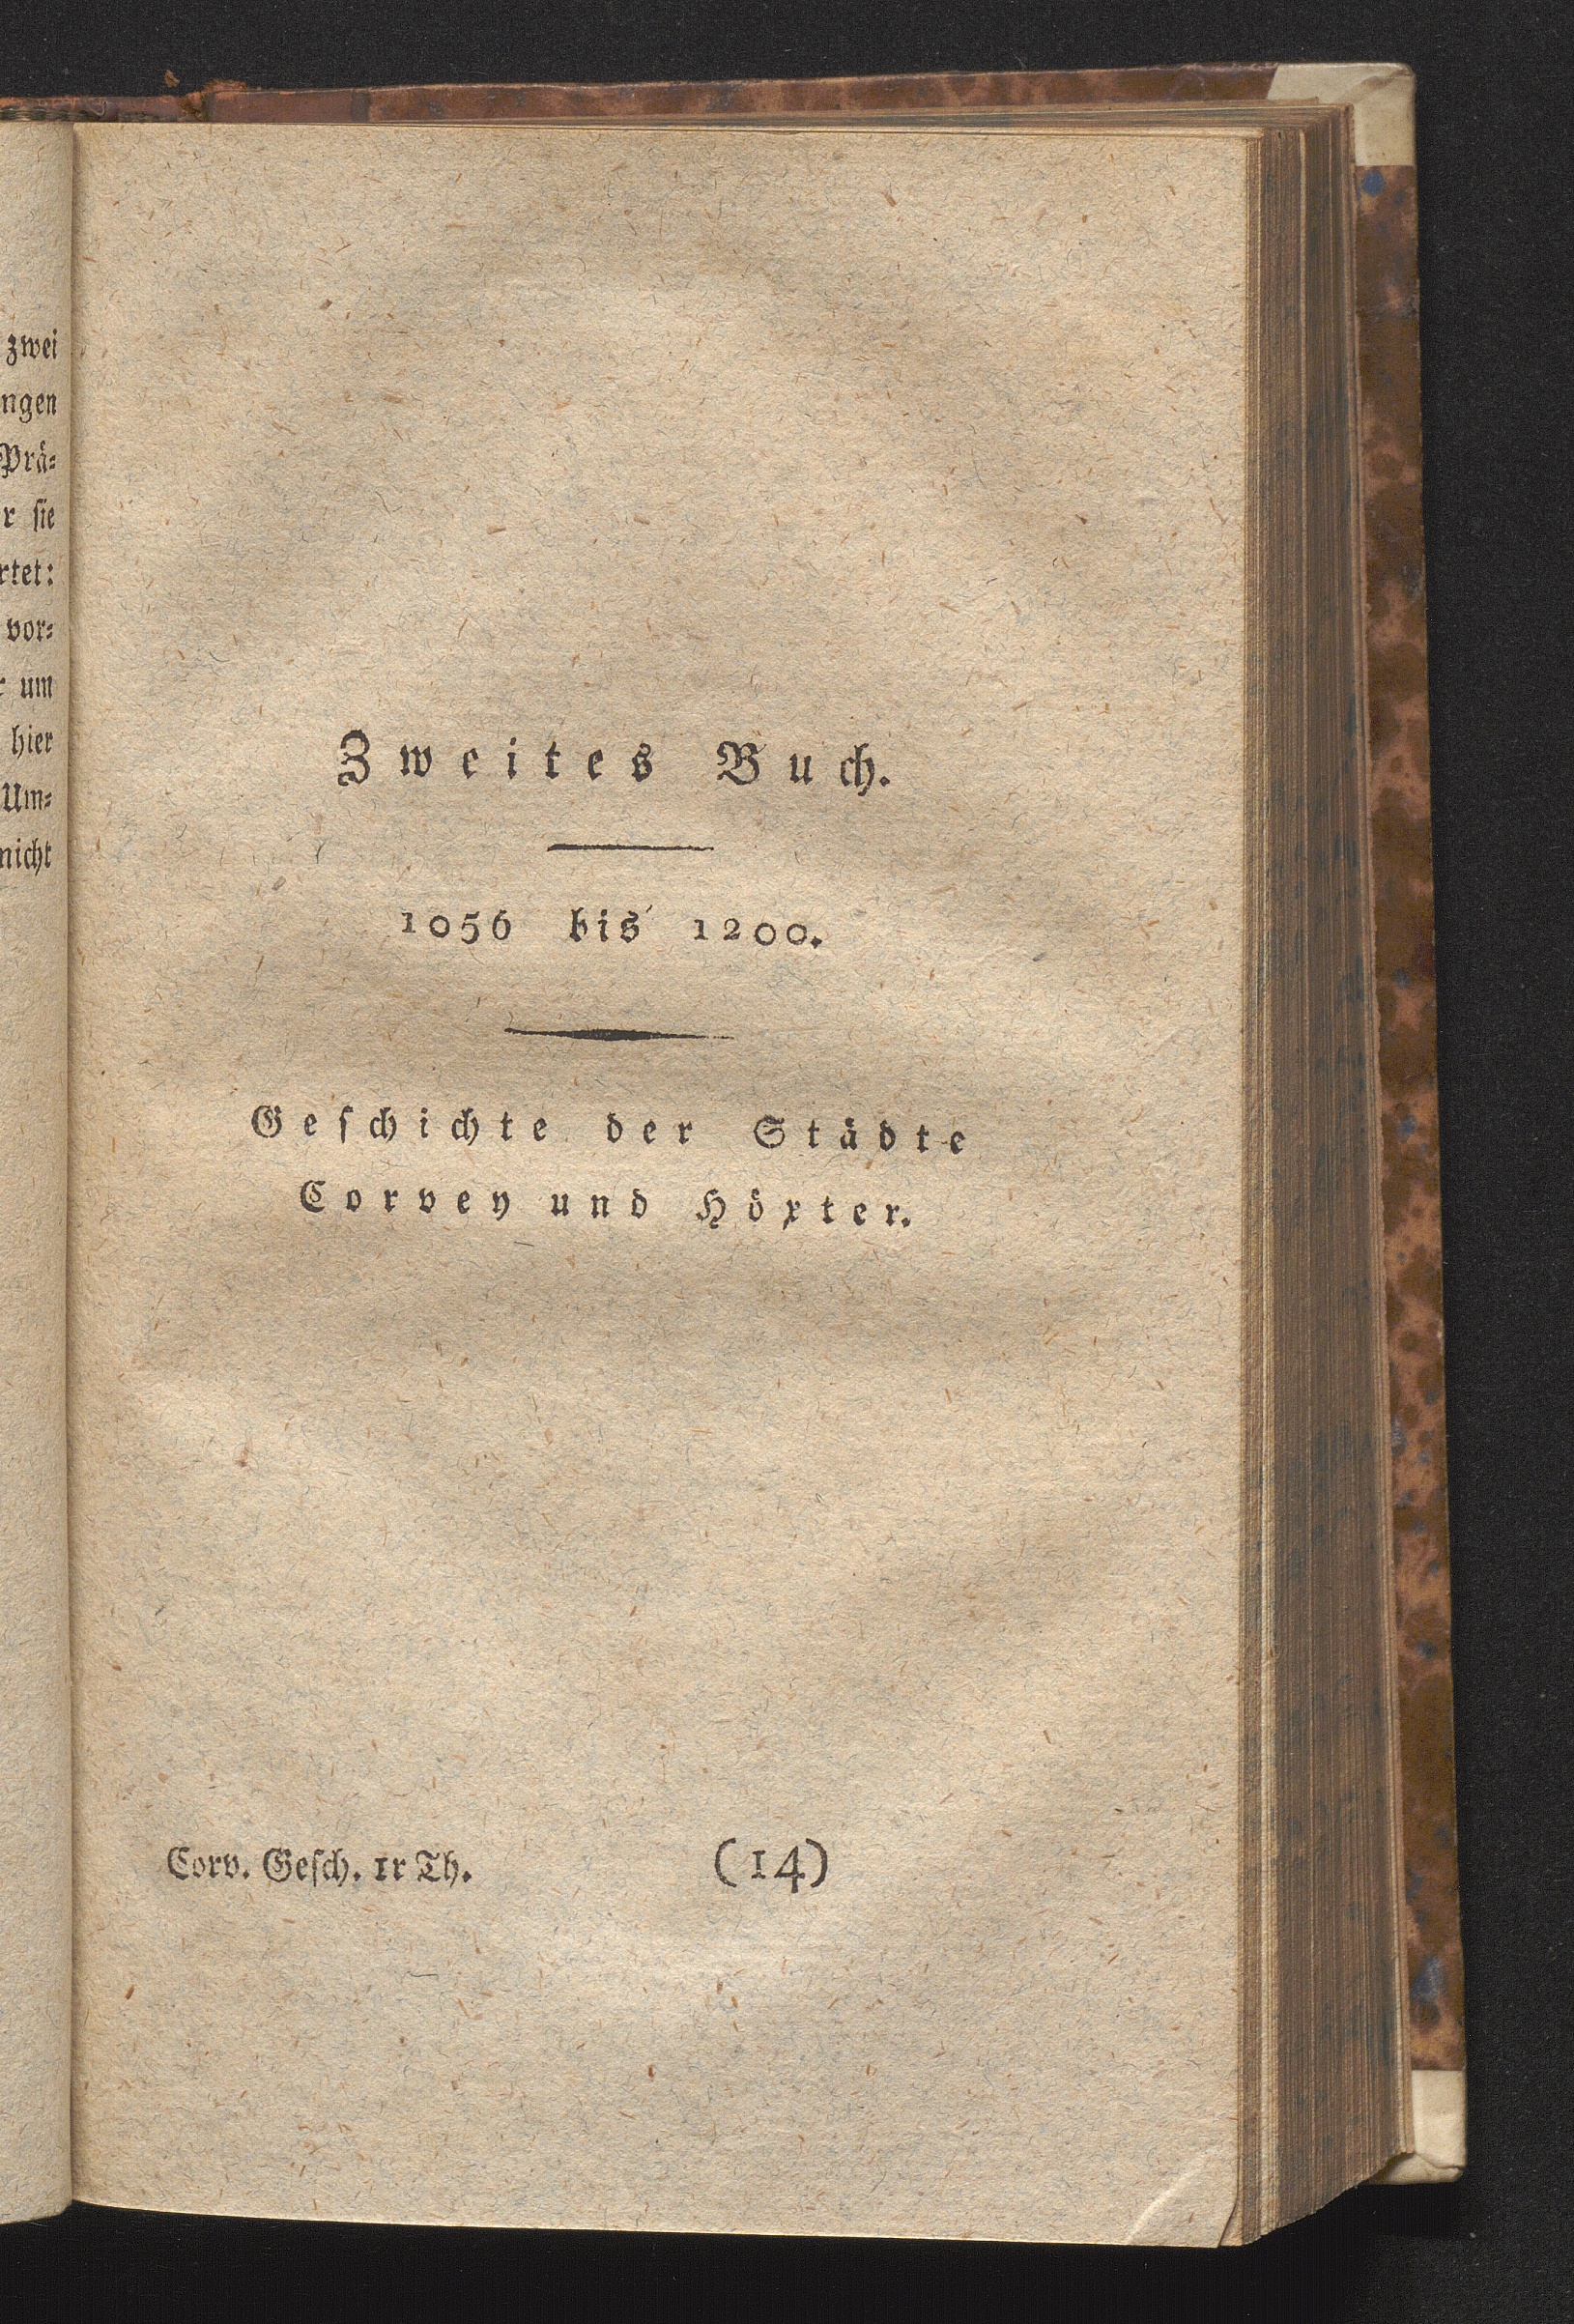 zwei
ngen
Prä-
r ſie
rtet:
vor-
r um
hier
Um-
nicht
Zweites Buch.
1056 bis 1200.
Geſchichte der Städte
Corvey und Höxter.
Corv. Geſch. 1r Th. (14)